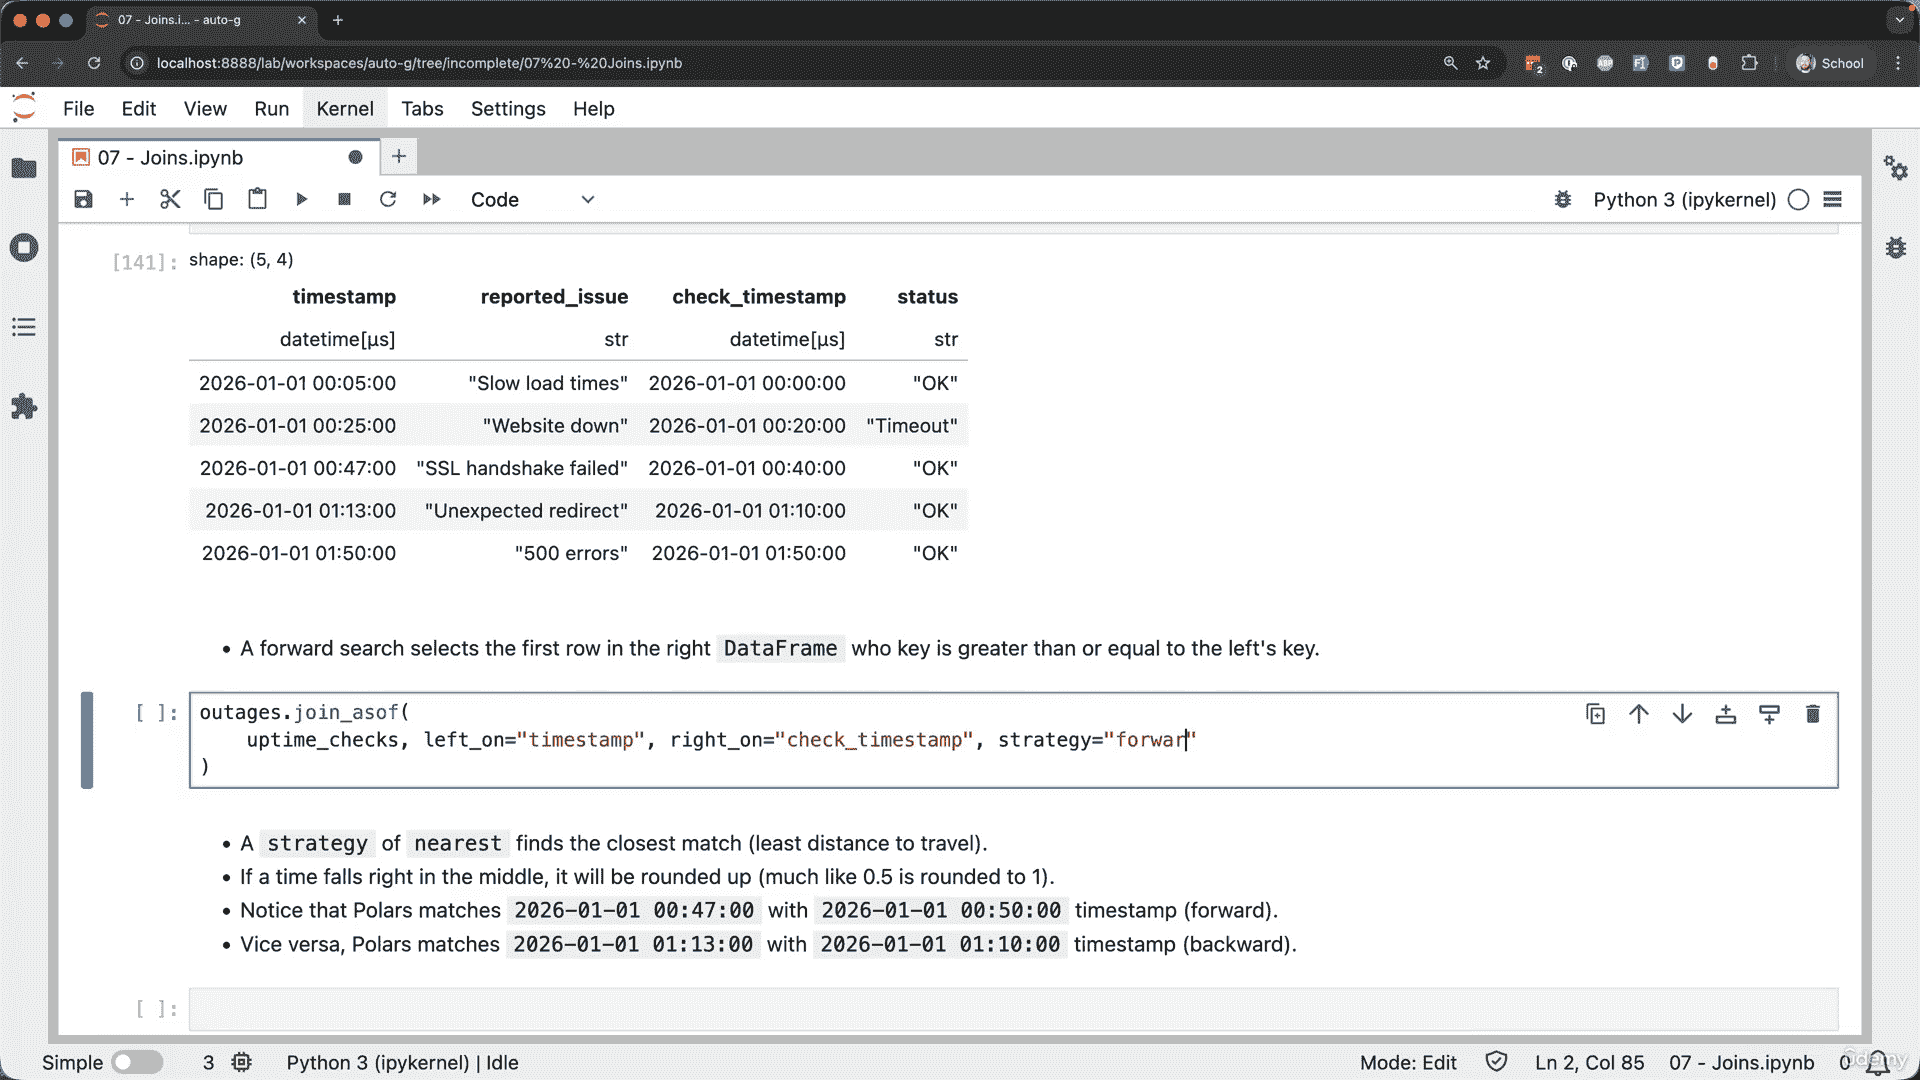 07 - Joins.i... - auto-g
localhost:8888/lab/workspaces/auto-g/tree/incomplete/07%20-%20Joins.ipynb
2
ABP
School
File Edit View Run Kernel Tabs Settings Help
07 - Joins.ipynb
Code
Python 3 (ipykernel)
[141]: shape: (5, 4)
timestamp reported_issue check_timestamp status
datetime[μs] str datetime[μs] str
2026-01-01 00:05:00 "Slow load times" 2026-01-01 00:00:00 "OK"
2026-01-01 00:25:00 "Website down" 2026-01-01 00:20:00 "Timeout"
2026-01-01 00:47:00 "SSL handshake failed" 2026-01-01 00:40:00 "OK"
2026-01-01 01:13:00 "Unexpected redirect" 2026-01-01 01:10:00 "OK"
2026-01-01 01:50:00 "500 errors" 2026-01-01 01:50:00 "OK"
• A forward search selects the first row in the right DataFrame who key is greater than or equal to the left's key.
[ ]: outages.join_asof(
uptime_checks, left_on="timestamp", right_on="check_timestamp", strategy="forwar"
)
• A strategy of nearest finds the closest match (least distance to travel).
• If a time falls right in the middle, it will be rounded up (much like 0.5 is rounded to 1).
• Notice that Polars matches 2026-01-01 00:47:00 with 2026-01-01 00:50:00 timestamp (forward).
• Vice versa, Polars matches 2026-01-01 01:13:00 with 2026-01-01 01:10:00 timestamp (backward).
[ ]:
Simple 3 Python 3 (ipykernel) | Idle Mode: Edit Ln 2, Col 85 07 - Joins.ipynb 0
Udemy